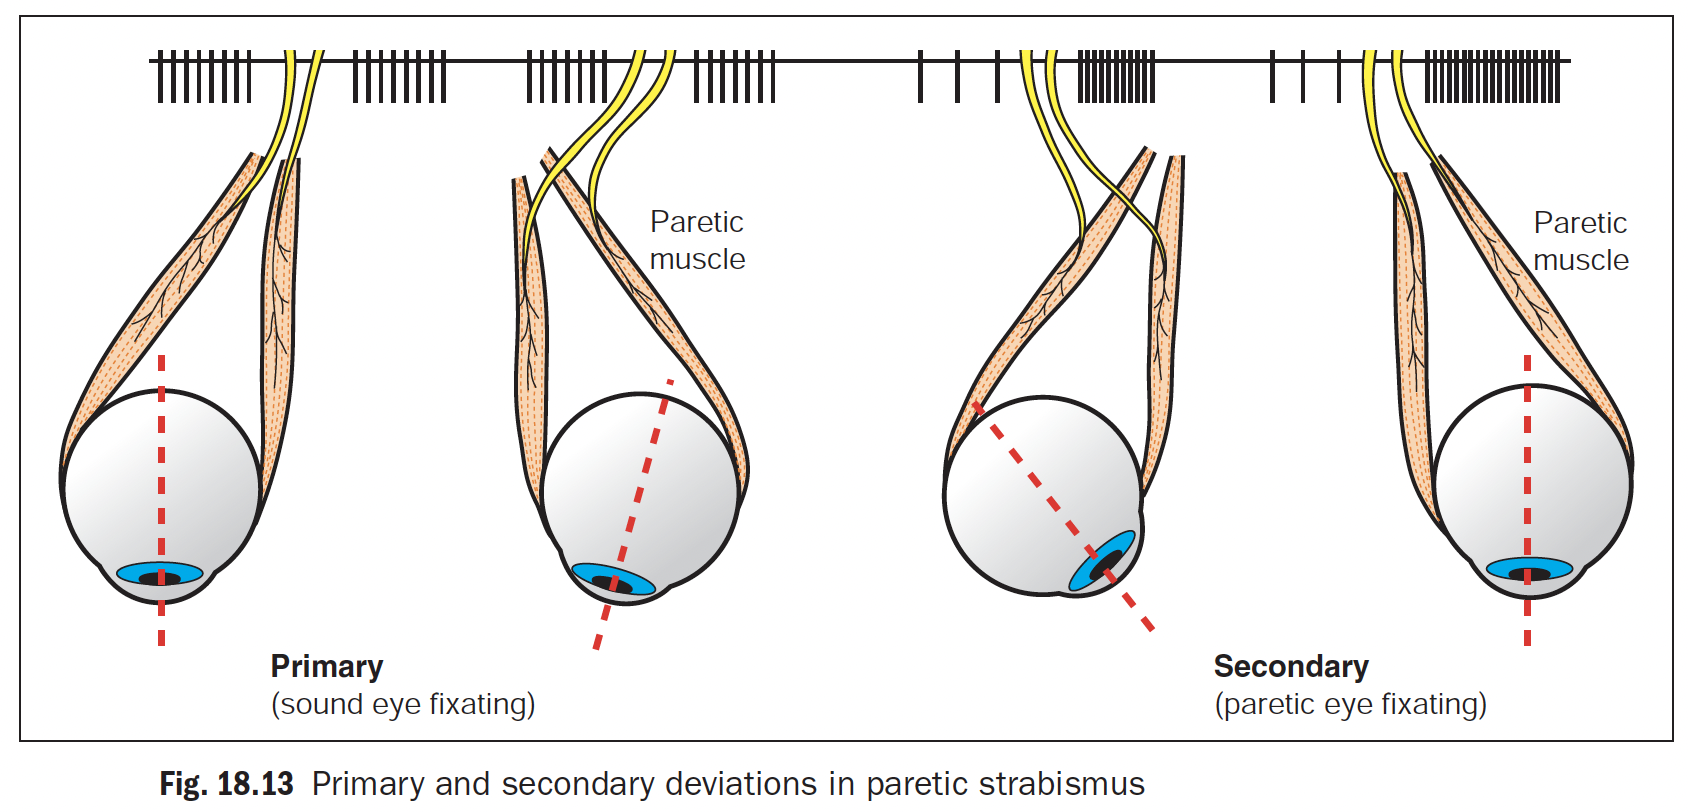 Paretic
muscle
Paretic
muscle
Primary
(sound eye fixating)
Secondary
(paretic eye fixating)
Fig. 18.13 Primary and secondary deviations in paretic strabismus